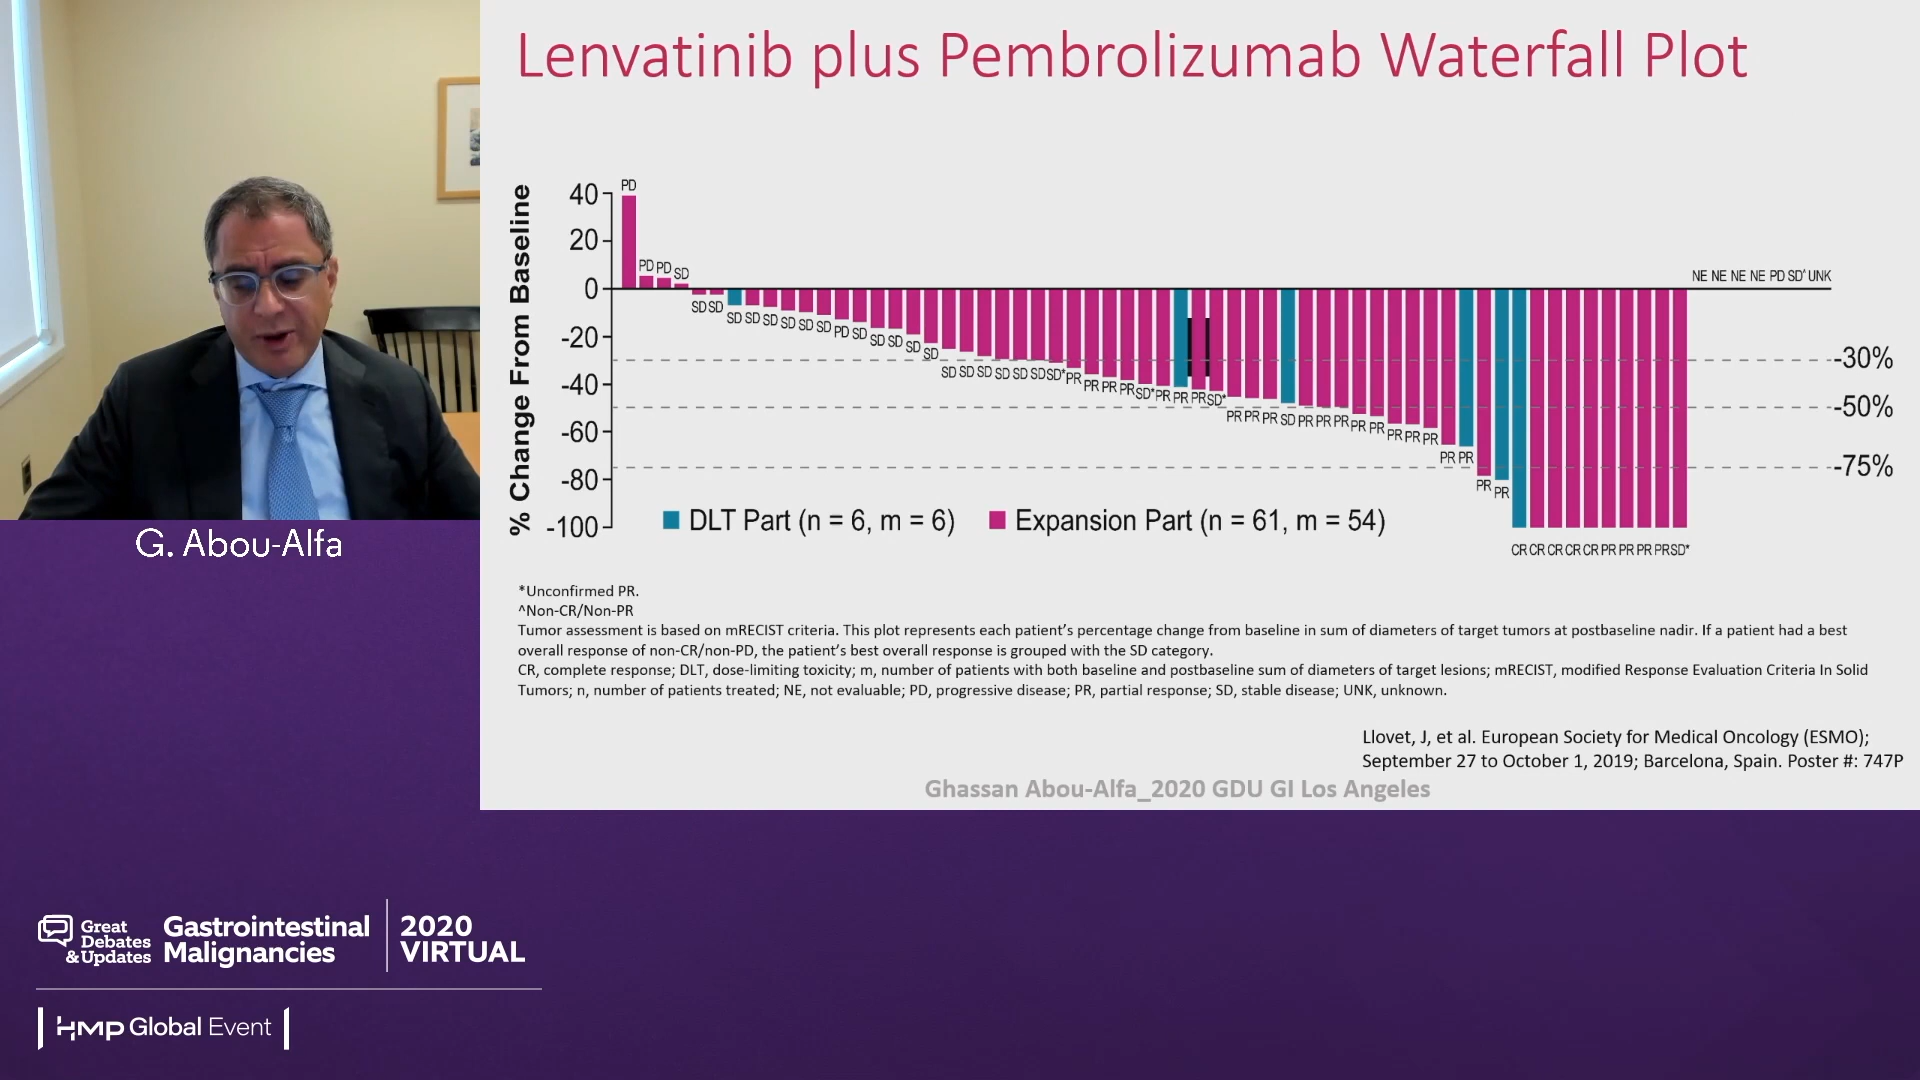 Lenvatinib plus Pembrolizumab Waterfall Plot
% Change From Baseline
40
20
0
-20
-40
-60
-80
-100
PD
PD PD SD
SD SD
SD SD SD SD SD SD PD SD SD SD SD SD
SD SD SD SD SD SD SD* PR PR PR PR SD* PR PR PR SD*
PR PR PR SD PR PR PR PR PR PR PR PR
PR PR
PR PR
CR CR CR CR CR PR PR PR PR SD*
NE NE NE NE PD SD^ UNK
-30%
-50%
-75%
DLT Part (n = 6, m = 6) Expansion Part (n = 61, m = 54)
*Unconfirmed PR.
^Non-CR/Non-PR
Tumor assessment is based on mRECIST criteria. This plot represents each patient’s percentage change from baseline in sum of diameters of target tumors at postbaseline nadir. If a patient had a best
overall response of non-CR/non-PD, the patient’s best overall response is grouped with the SD category.
CR, complete response; DLT, dose-limiting toxicity; m, number of patients with both baseline and postbaseline sum of diameters of target lesions; mRECIST, modified Response Evaluation Criteria In Solid
Tumors; n, number of patients treated; NE, not evaluable; PD, progressive disease; PR, partial response; SD, stable disease; UNK, unknown.
Llovet, J, et al. European Society for Medical Oncology (ESMO);
September 27 to October 1, 2019; Barcelona, Spain. Poster #: 747P
Ghassan Abou-Alfa_2020 GDU GI Los Angeles
G. Abou-Alfa
Great
Debates
&Updates
Gastrointestinal
Malignancies
2020
VIRTUAL
HMP Global Event